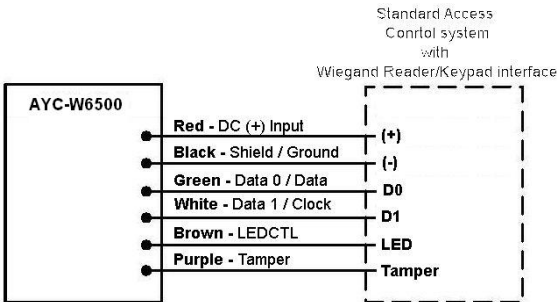 Standard Access
Conrtol system
with
Wiegand Reader/Keypad interface
AYC-W6500
Red - DC (+) Input
(+)
Black - Shield / Ground
(-)
Green - Data 0 / Data
D0
White - Data 1 / Clock
D1
Brown - LEDCTL
LED
Purple - Tamper
Tamper